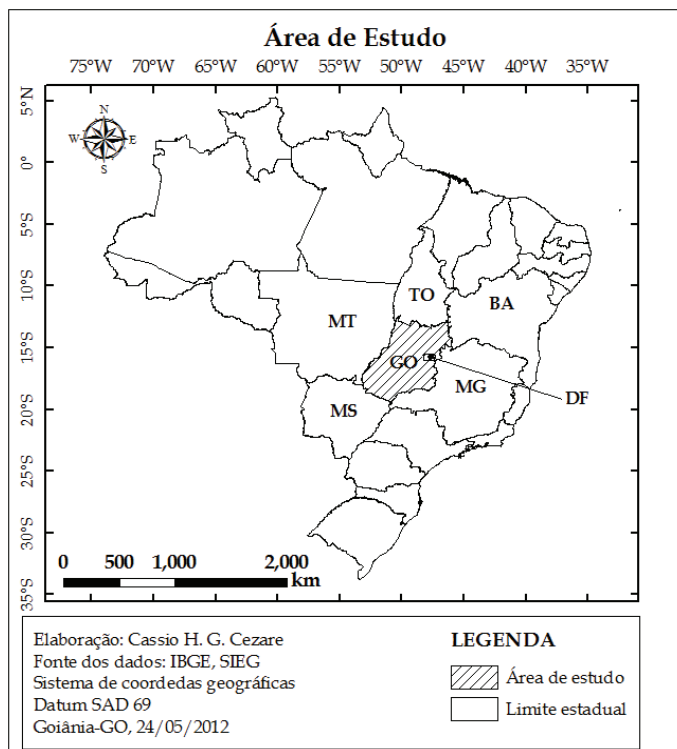 Área de Estudo
75°W 70°W 65°W 60°W 55°W 50°W 45°W 40°W 35°W
5°N
0°
5°S
10°S
15°S
20°S
25°S
30°S
35°S
N
W E
S
TO
BA
MT
GO
MG
DF
MS
0 500 1,000 2,000
km
Elaboração: Cassio H. G. Cezare
Fonte dos dados: IBGE, SIEG
Sistema de coordedas geográficas
Datum SAD 69
Goiânia-GO, 24/05/2012
LEGENDA
Área de estudo
Limite estadual